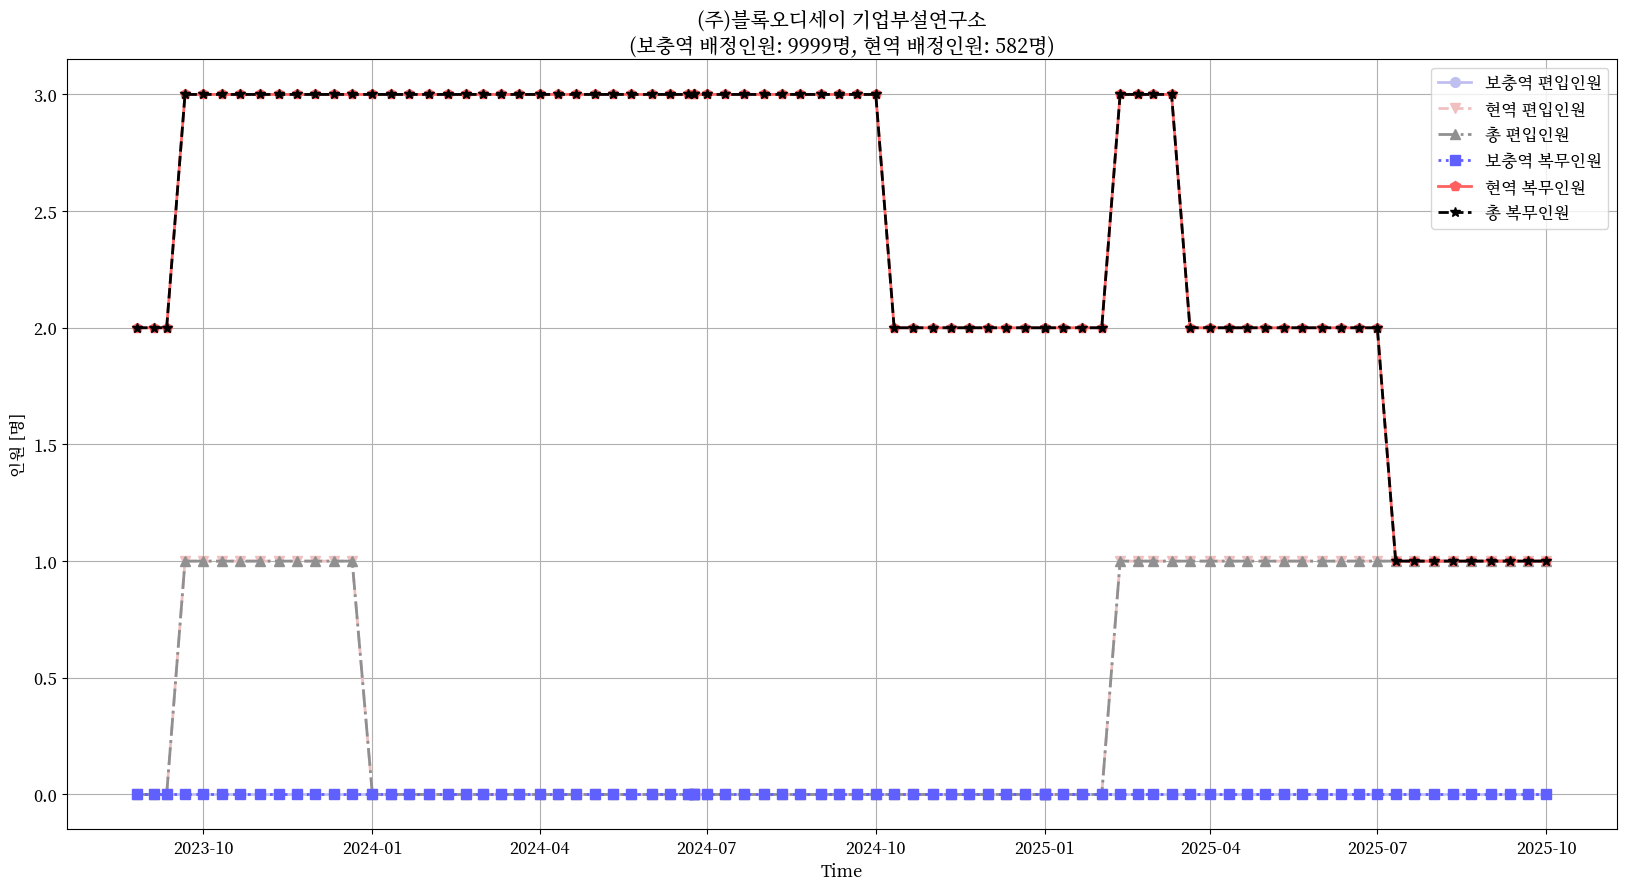 (주)블록오디세이 기업부설연구소
(보충역 배정인원: 9999명, 현역 배정인원: 582명)
보충역 편입인원
현역 편입인원
총 편입인원
보충역 복무인원
현역 복무인원
총 복무인원
3.0
2.5
2.0
1.5
1.0
0.5
0.0
인원 [명]
2023-10
2024-01
2024-04
2024-07
2024-10
2025-01
2025-04
2025-07
2025-10
Time